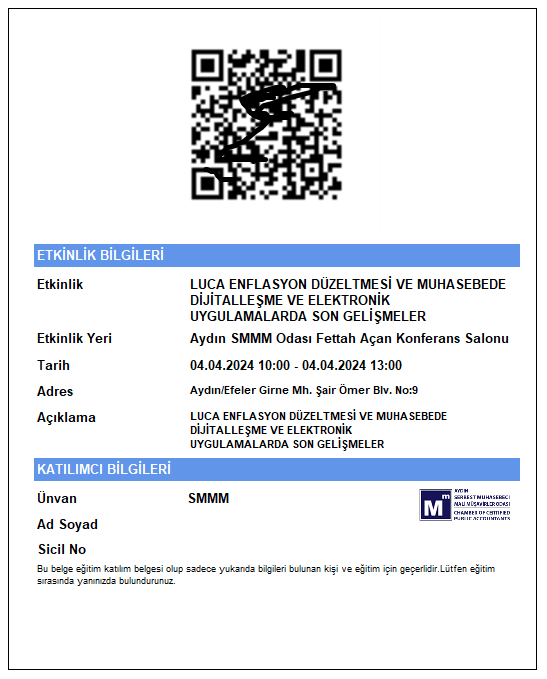 ETKİNLİK BİLGİLERİ
Etkinlik
LUCA ENFLASYON DÜZELTMESİ VE MUHASEBEDE
DİJİTALLEŞME VE ELEKTRONİK
UYGULAMALARDA SON GELİŞMELER
Etkinlik Yeri
Aydın SMMM Odası Fettah Açan Konferans Salonu
Tarih
04.04.2024 10:00 - 04.04.2024 13:00
Adres
Aydın/Efeler Girne Mh. Şair Ömer Blv. No:9
Açıklama
LUCA ENFLASYON DÜZELTMESİ VE MUHASEBEDE
DİJİTALLEŞME VE ELEKTRONİK
UYGULAMALARDA SON GELİŞMELER
KATILIMCI BİLGİLERİ
Ünvan
SMMM
Mm
AYDIN
SERBEST MUHASEBECİ
MALİ MÜŞAVİRLER ODASI
CHAMBER OF CERTIFIED
PUBLIC ACCOUNTANTS
Ad Soyad
Sicil No
Bu belge eğitim katılım belgesi olup sadece yukarıda bilgileri bulunan kişi ve eğitim için geçerlidir.Lütfen eğitim
sırasında yanınızda bulundurunuz.